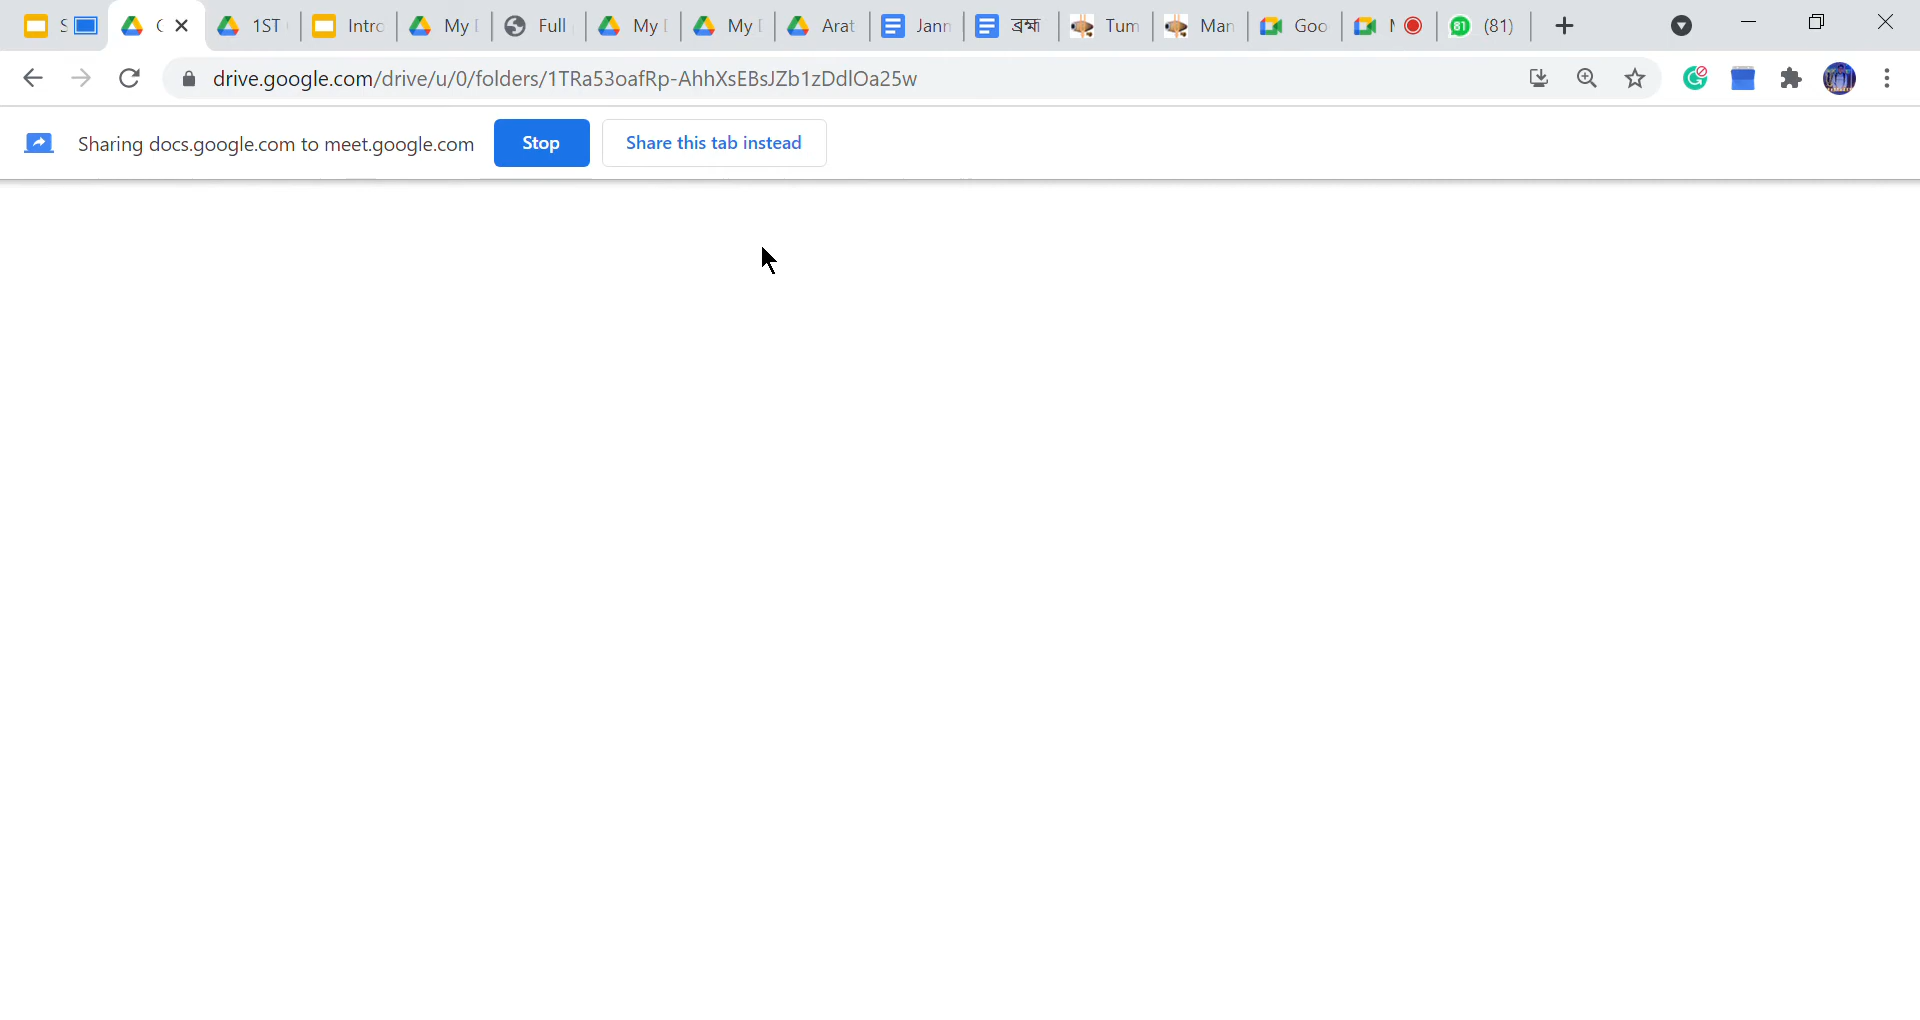 1ST Intro My Full My My Arat Jann ব্রহ্ম Tum Man Goo (81)
drive.google.com/drive/u/0/folders/1TRa53oafRp-AhhXsEBsJZb1zDdlOa25w
Sharing docs.google.com to meet.google.com Stop Share this tab instead